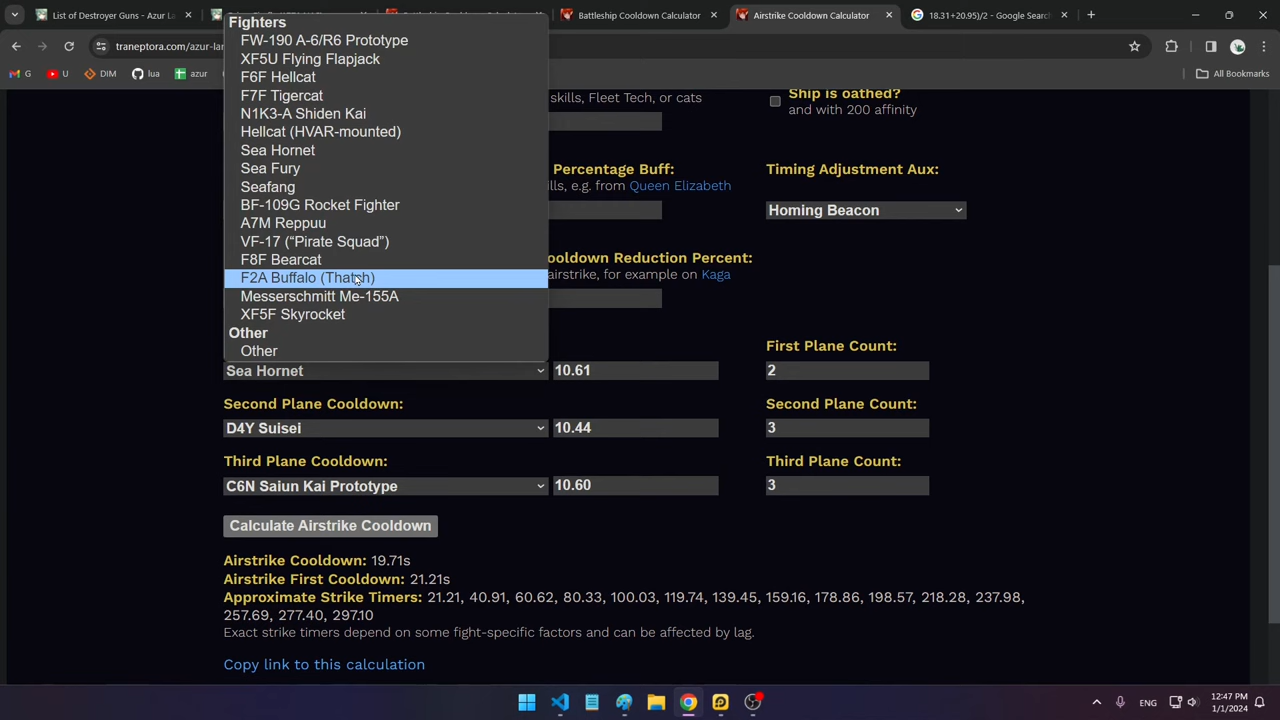 List of Destroyer Guns - Azur La
Battleship Cooldown Calculator
Airstrike Cooldown Calculator
18.31+20.95)/2 - Google Search
traneptora.com/azur-la
G
U
DIM
lua
azur
All Bookmarks
Fighters
FW-190 A-6/R6 Prototype
XF5U Flying Flapjack
F6F Hellcat
F7F Tigercat
N1K3-A Shiden Kai
Hellcat (HVAR-mounted)
Sea Hornet
Sea Fury
Seafang
BF-109G Rocket Fighter
A7M Reppuu
VF-17 (“Pirate Squad”)
F8F Bearcat
F2A Buffalo (Thatch)
Messerschmitt Me-155A
XF5F Skyrocket
Other
Other
skills, Fleet Tech, or cats
Ship is oathed?
and with 200 affinity
Percentage Buff:
ills, e.g. from Queen Elizabeth
Timing Adjustment Aux:
Homing Beacon
ooldown Reduction Percent:
airstrike, for example on Kaga
First Plane Count:
Sea Hornet 10.61 2
Second Plane Cooldown: Second Plane Count:
D4Y Suisei 10.44 3
Third Plane Cooldown: Third Plane Count:
C6N Saiun Kai Prototype 10.60 3
Calculate Airstrike Cooldown
Airstrike Cooldown: 19.71s
Airstrike First Cooldown: 21.21s
Approximate Strike Timers: 21.21, 40.91, 60.62, 80.33, 100.03, 119.74, 139.45, 159.16, 178.86, 198.57, 218.28, 237.98,
257.69, 277.40, 297.10
Exact strike timers depend on some fight-specific factors and can be affected by lag.
Copy link to this calculation
ENG
12:47 PM
1/1/2024